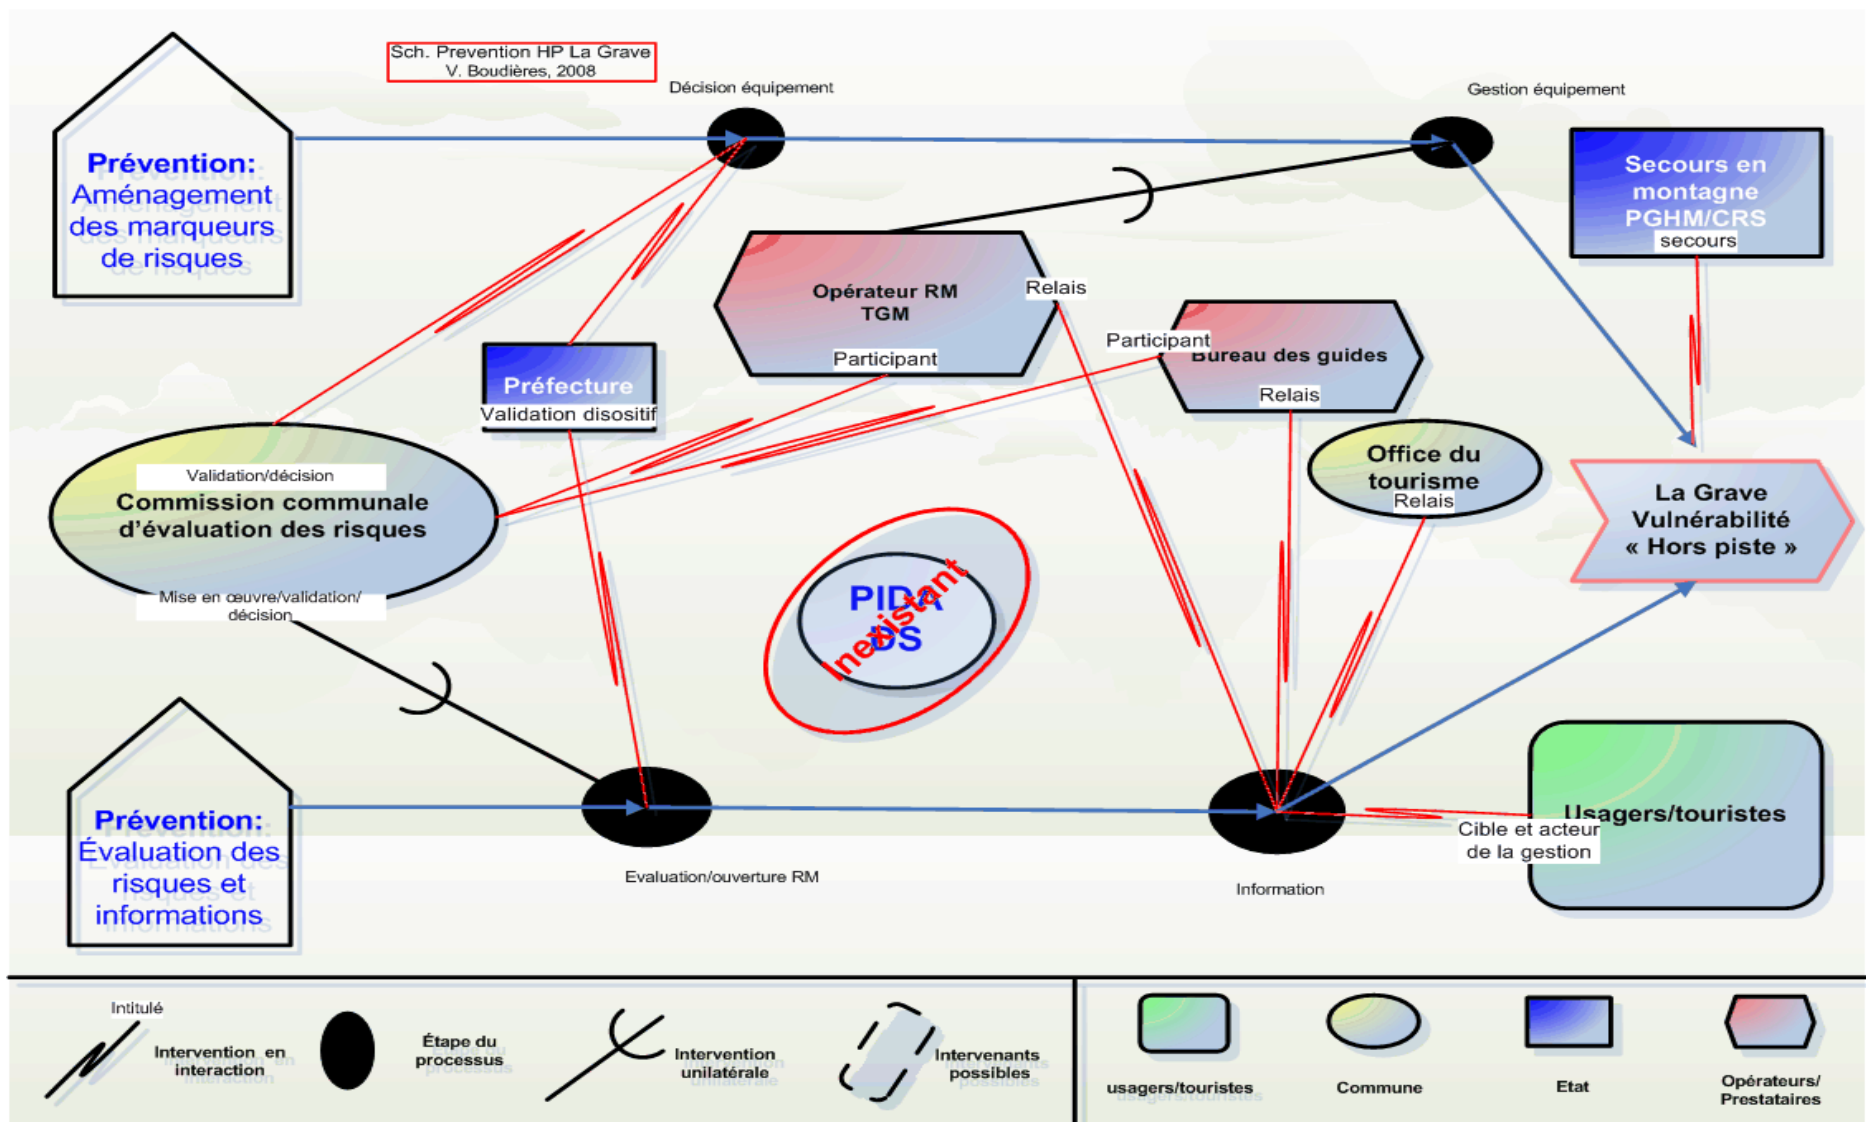 Sch. Prevention HP La Grave
V. Boudières, 2008
Décision équipement
Gestion équipement
Prévention:
Aménagement
des marqueurs
de risques
Secours en
montagne
PGHM/CRS
secours
Opérateur RM
TGM
Relais
Participant
Participant
Bureau des guides
Relais
Préfecture
Validation disositif
Office du
tourisme
Relais
Validation/décision
Commission communale
d'évaluation des risques
Mise en œuvre/validation/
décision
La Grave
Vulnérabilité
« Hors piste »
PIDA
DS
Inexistant
Prévention:
Évaluation des
risques et
informations
Usagers/touristes
Cible et acteur
de la gestion
Evaluation/ouverture RM
Information
Intitulé
Intervention en
interaction
Étape du
processus
Intervention
unilatérale
Intervenants
possibles
usagers/touristes
Commune
Etat
Opérateurs/
Prestataires